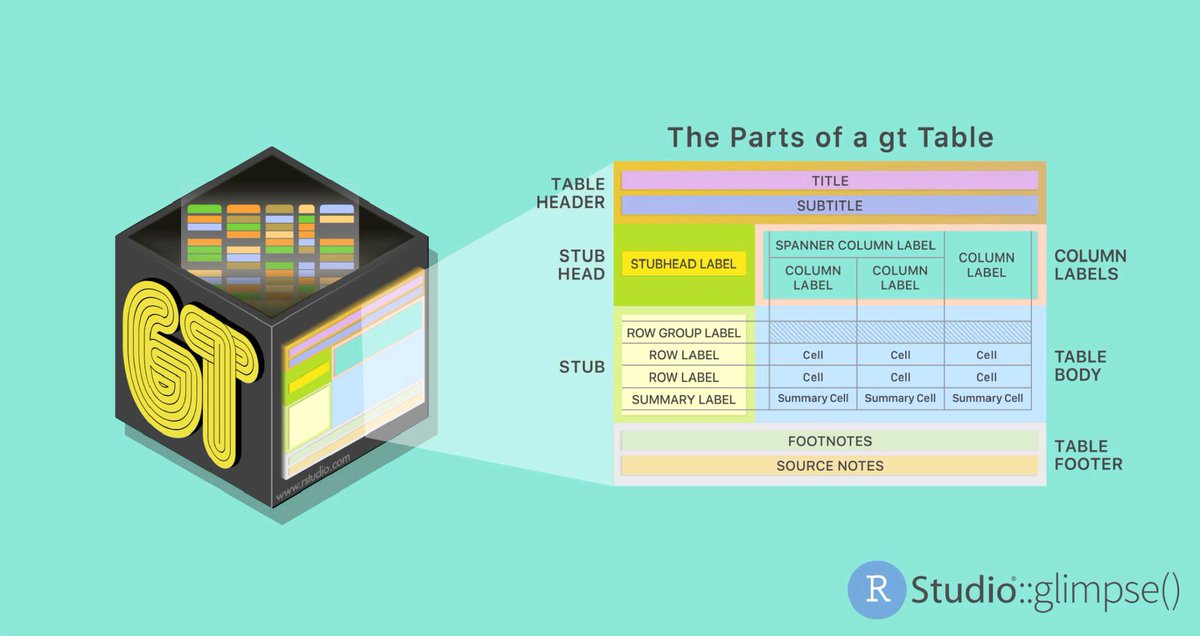 GT
www.rstudio.com
The Parts of a gt Table
TABLE
HEADER
TITLE
SUBTITLE
STUB
HEAD
STUBHEAD LABEL
SPANNER COLUMN LABEL
COLUMN
LABEL
COLUMN
LABEL
COLUMN
LABEL
COLUMN
LABELS
STUB
ROW GROUP LABEL
ROW LABEL Cell Cell Cell
ROW LABEL Cell Cell Cell
SUMMARY LABEL Summary Cell Summary Cell Summary Cell
TABLE
BODY
FOOTNOTES
SOURCE NOTES
TABLE
FOOTER
R Studio®::glimpse()